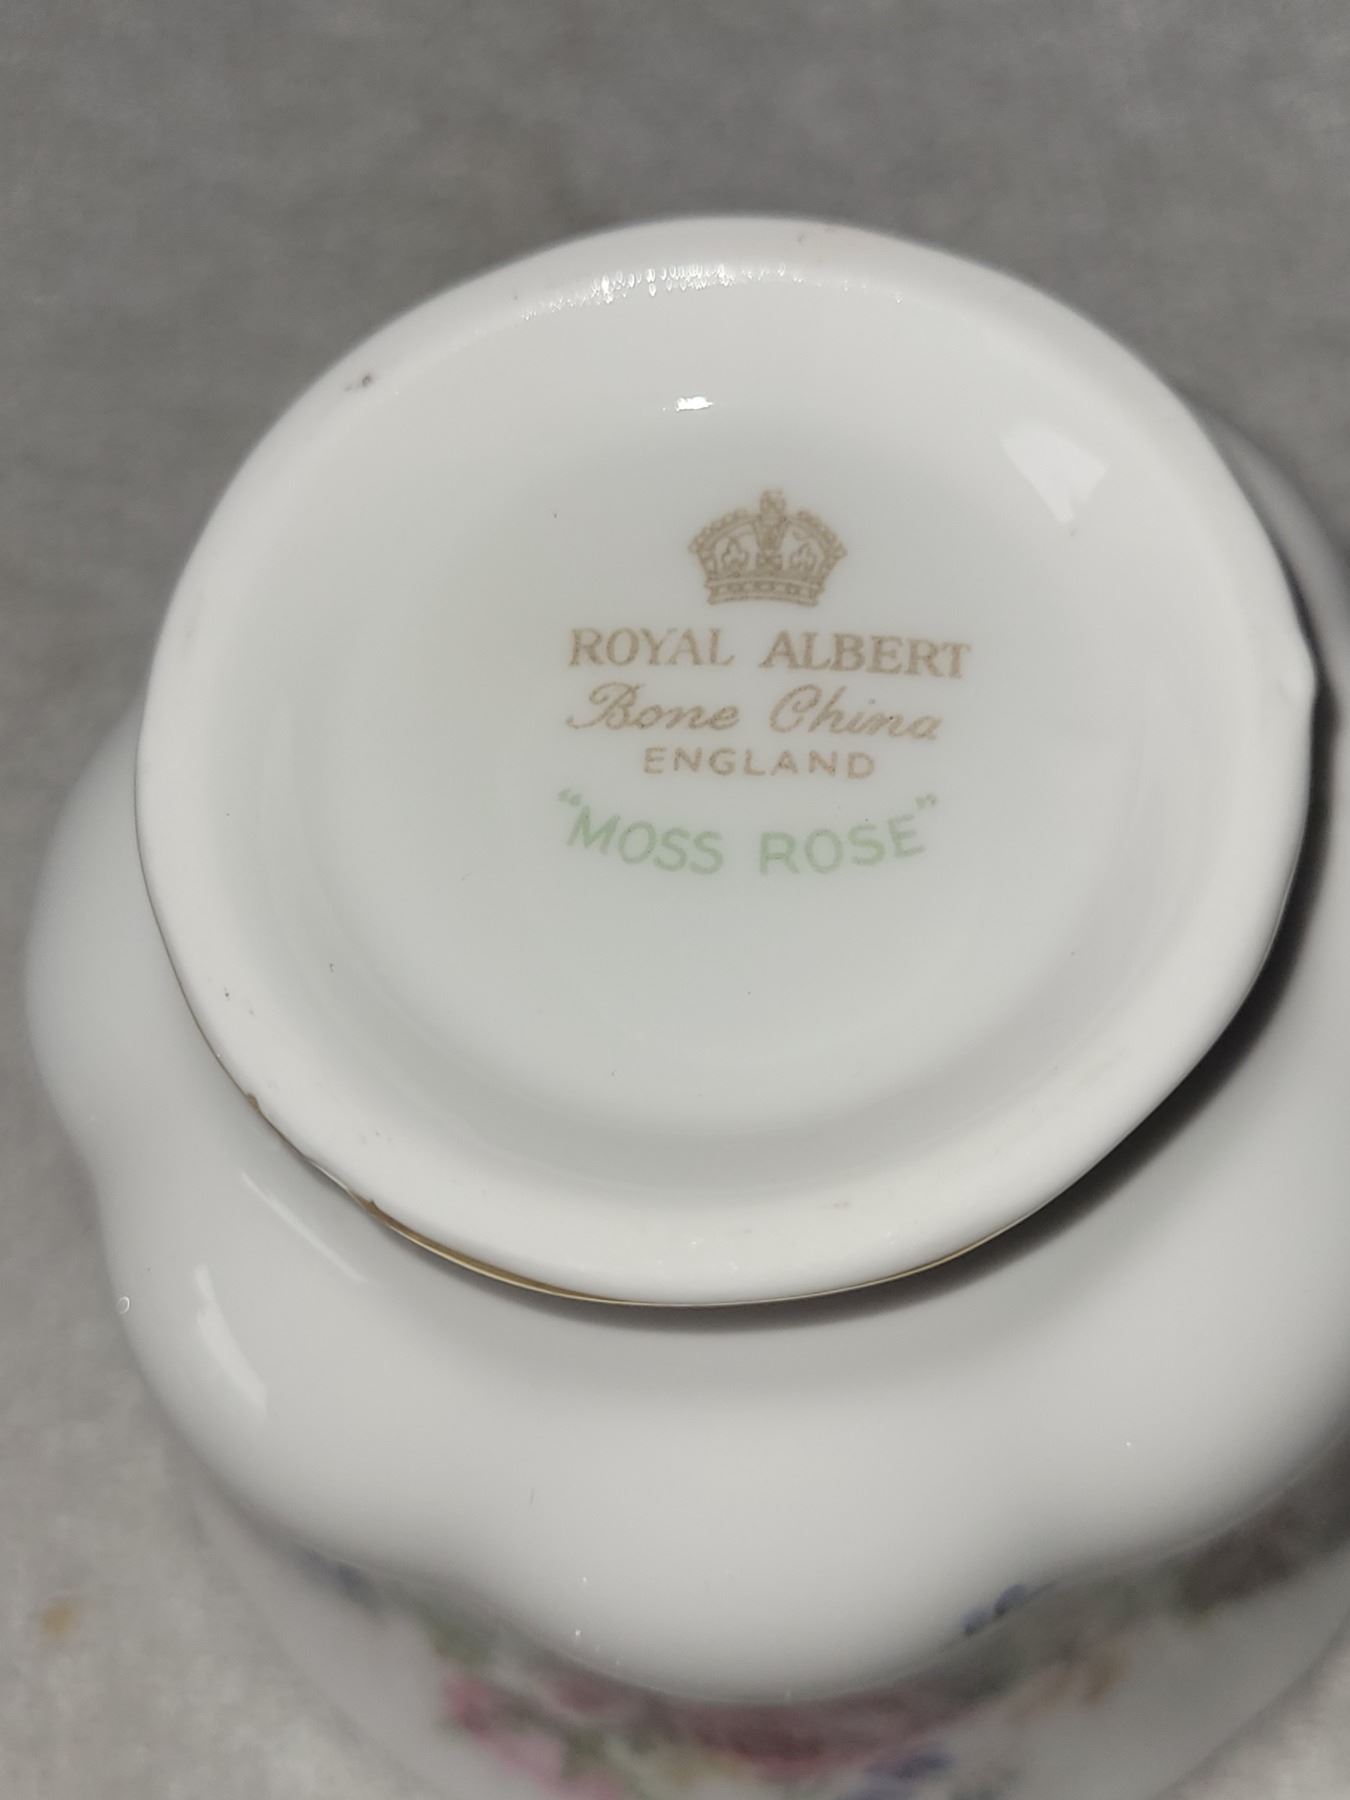 ROYAL ALBERT
Bone China
ENGLAND
"MOSS ROSE"